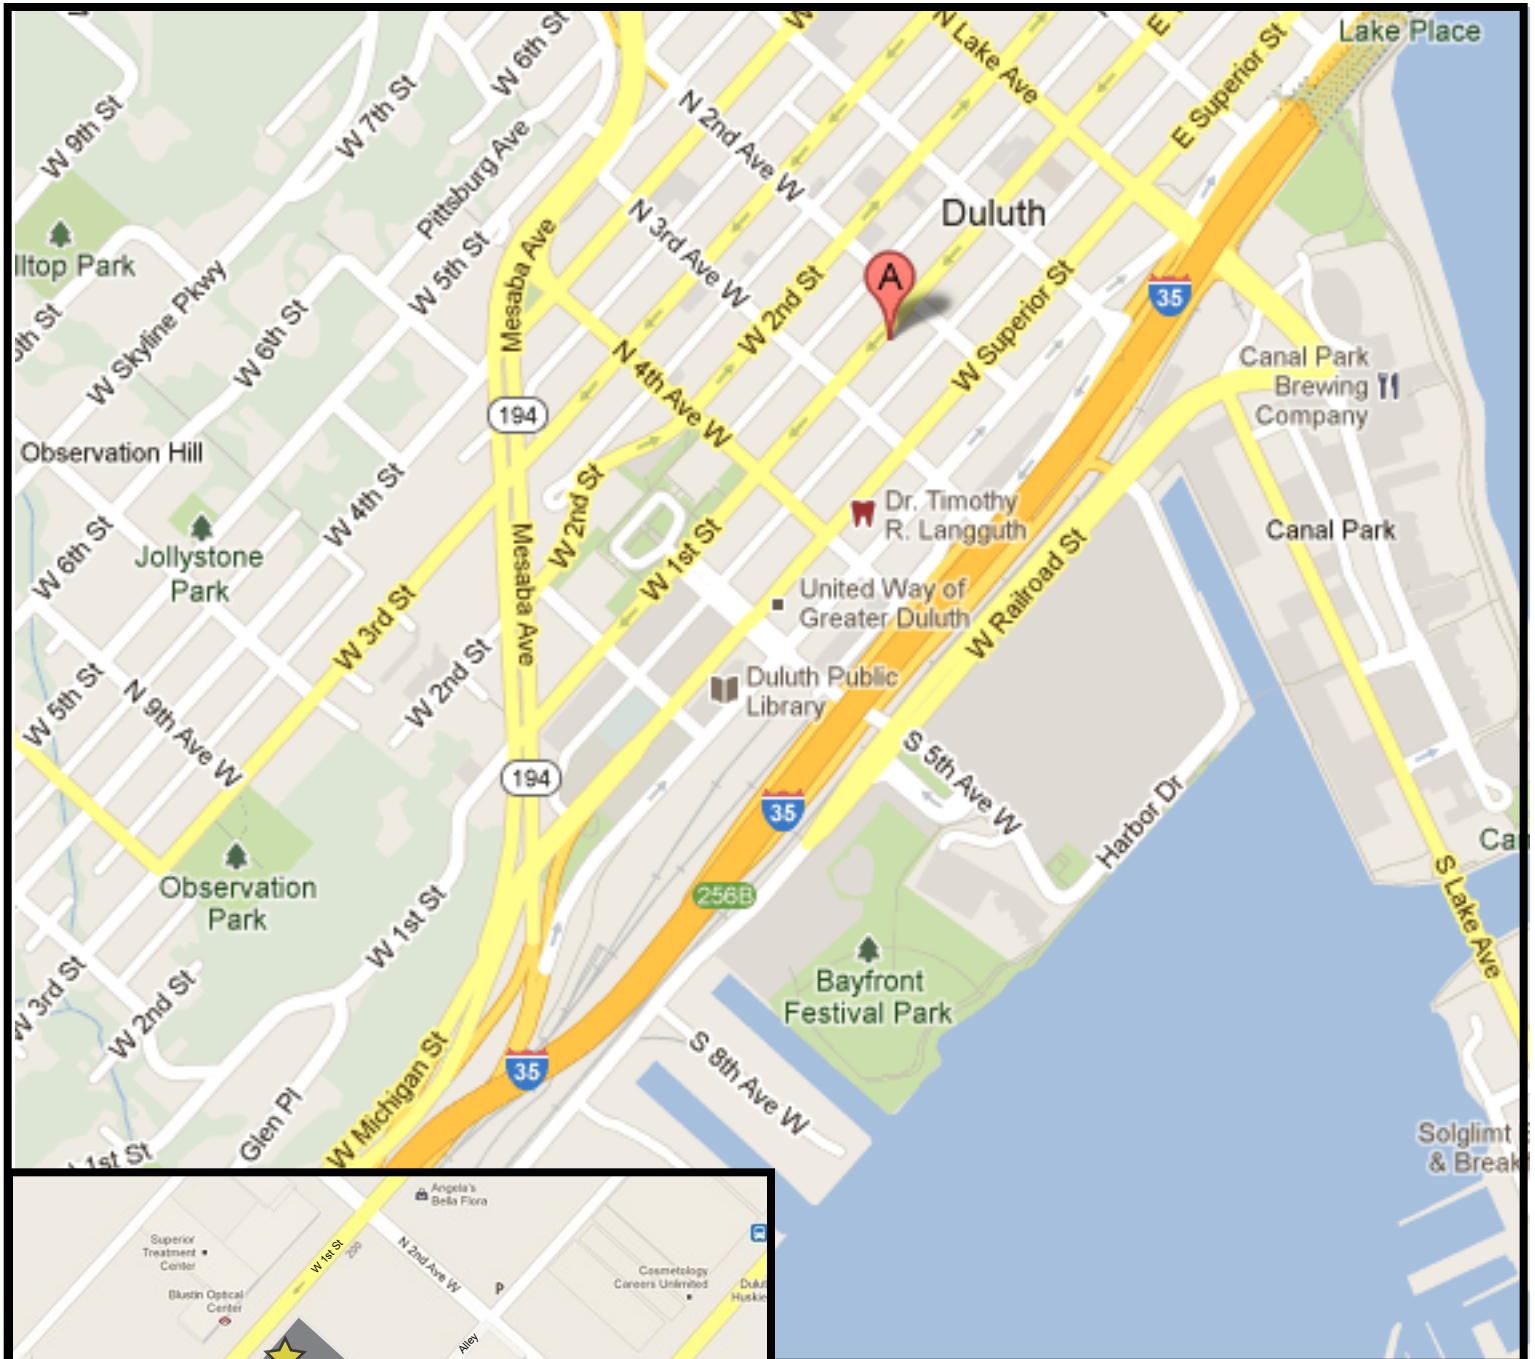 Lake Place
N Lake Ave
E Superior St
W 6th St
W 7th St
W 9th St
Pittsburg Ave
N 2nd Ave W
Duluth
N 3rd Ave W
W 5th St
Mesaba Ave
lltop Park
W Skyline Pkwy
W 6th St
W 2nd St
A
35
W Superior St
Canal Park
Brewing
Company
N 4th Ave W
194
Observation Hill
W 4th St
W 2nd St
Dr. Timothy
R. Langguth
Canal Park
Jollystone
Park
W 6th St
Mesaba Ave
W 1st St
W Railroad St
United Way of
Greater Duluth
W 3rd St
W 2nd St
Duluth Public
Library
W 5th St
N 9th Ave W
194
S 5th Ave W
35
Harbor Dr
Observation
Park
256B
S Lake Ave
W 1st St
Bayfront
Festival Park
W 3rd St
W 2nd St
35
S 8th Ave W
W Michigan St
Glen Pl
1st St
Solglimt
& Break
Angela's
Bella Flora
Superior
Treatment
Center
W 1st St
200
N 2nd Ave W
P
Cosmetology
Careers Unlimited
Dulut
Huskie
Blustin Optical
Center
Alley